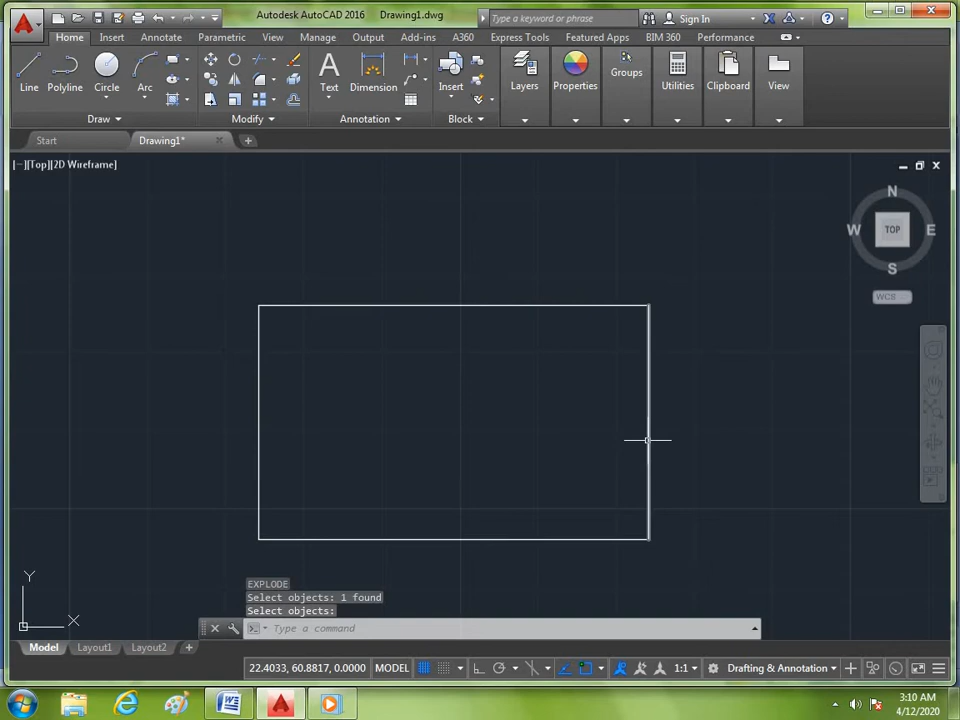 Autodesk AutoCAD 2016 Drawing1.dwg
Type a keyword or phrase
Sign In
Home Insert Annotate Parametric View Manage Output Add-ins A360 Express Tools Featured Apps BIM 360 Performance
Line Polyline Circle Arc Text Dimension Insert Layers Properties Groups Utilities Clipboard View
Draw Modify Annotation Block
Start Drawing1*
[−][Top][2D Wireframe]
N
W TOP E
S
WCS
Y
X
EXPLODE
Select objects: 1 found
Select objects:
Type a command
Model Layout1 Layout2
22.4033, 60.8817, 0.0000 MODEL 1:1 Drafting & Annotation
3:10 AM
4/12/2020